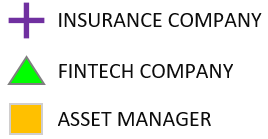 INSURANCE COMPANY
FINTECH COMPANY
ASSET MANAGER